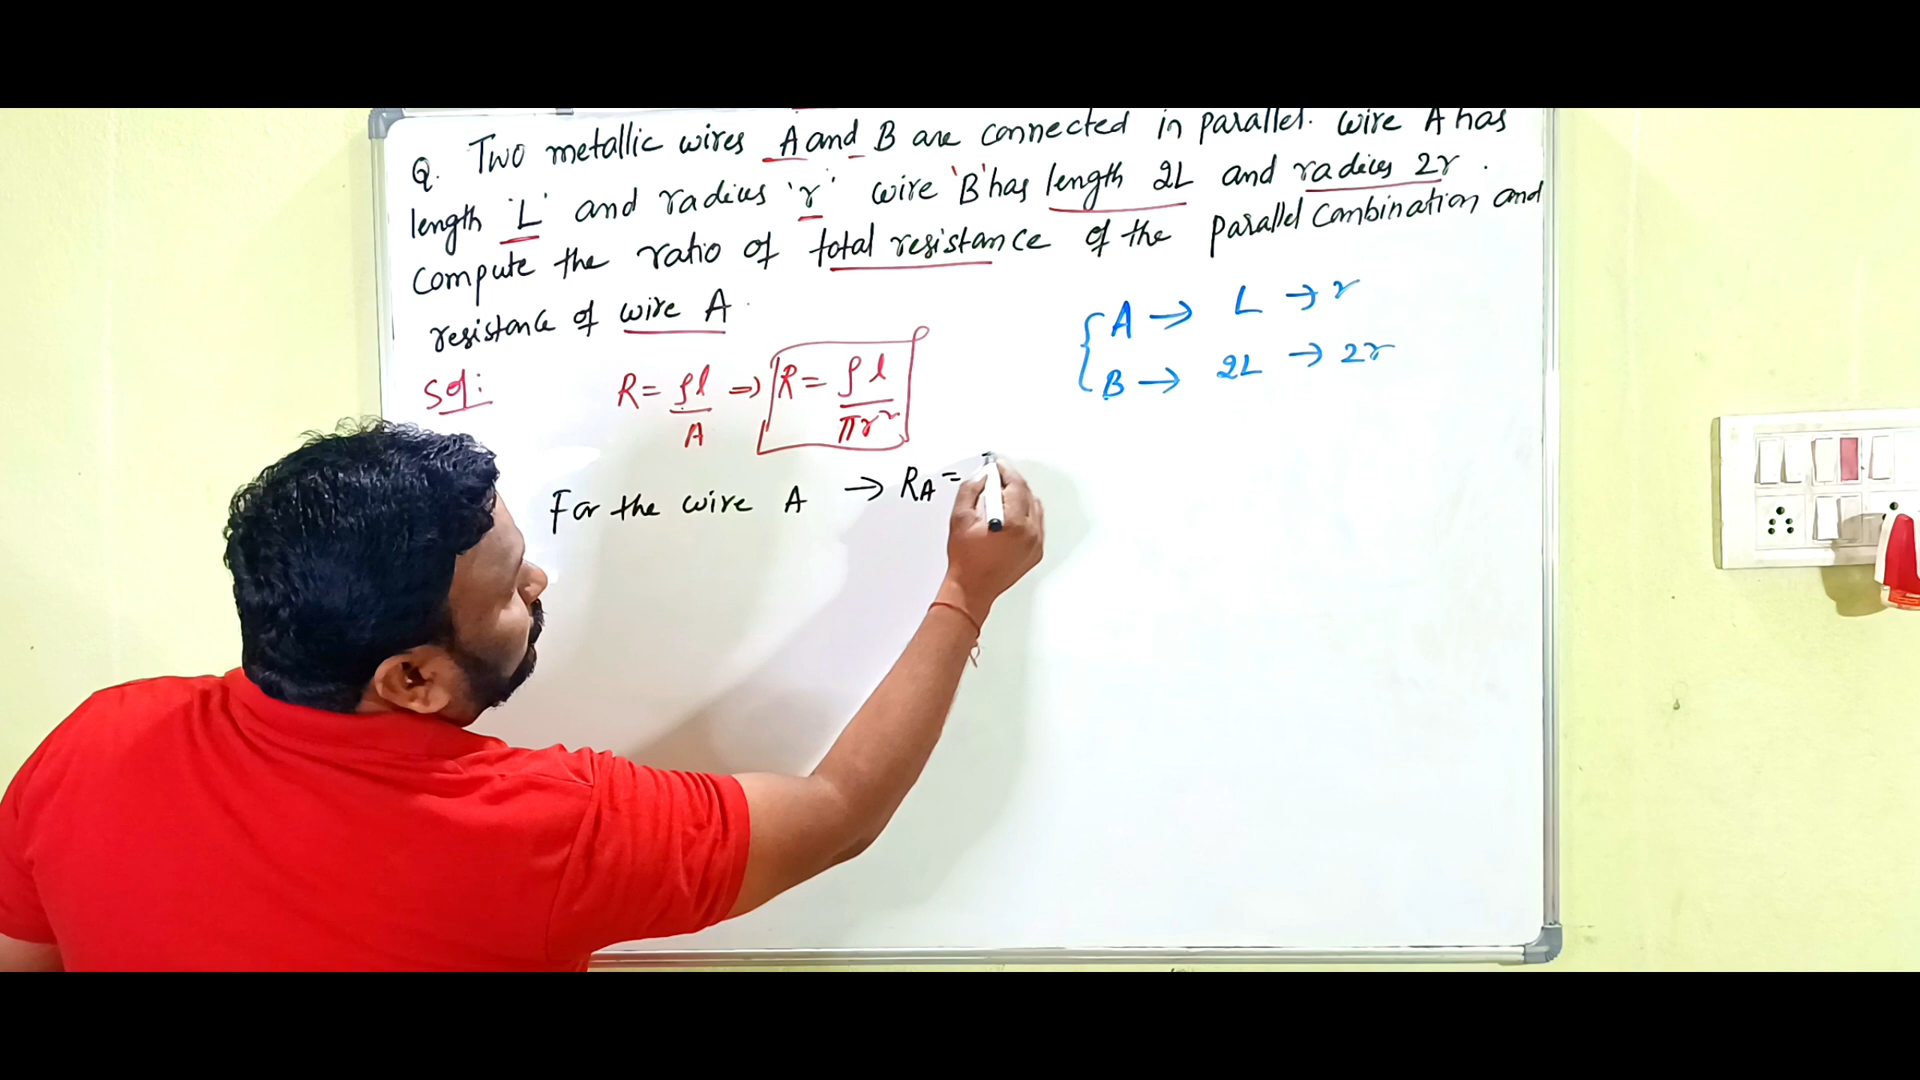 Q. Two metallic wires A and B are connected in parallel. Wire A has
length 'L' and radius 'r' wire 'B' has length 2L and radius 2r.
Compute the ratio of total resistance of the parallel combination and
resistance of wire A.
A → L → r
B → 2L → 2r
Sol:
R = ρl/A ⇒ R = ρl/πr²
For the wire A → RA =